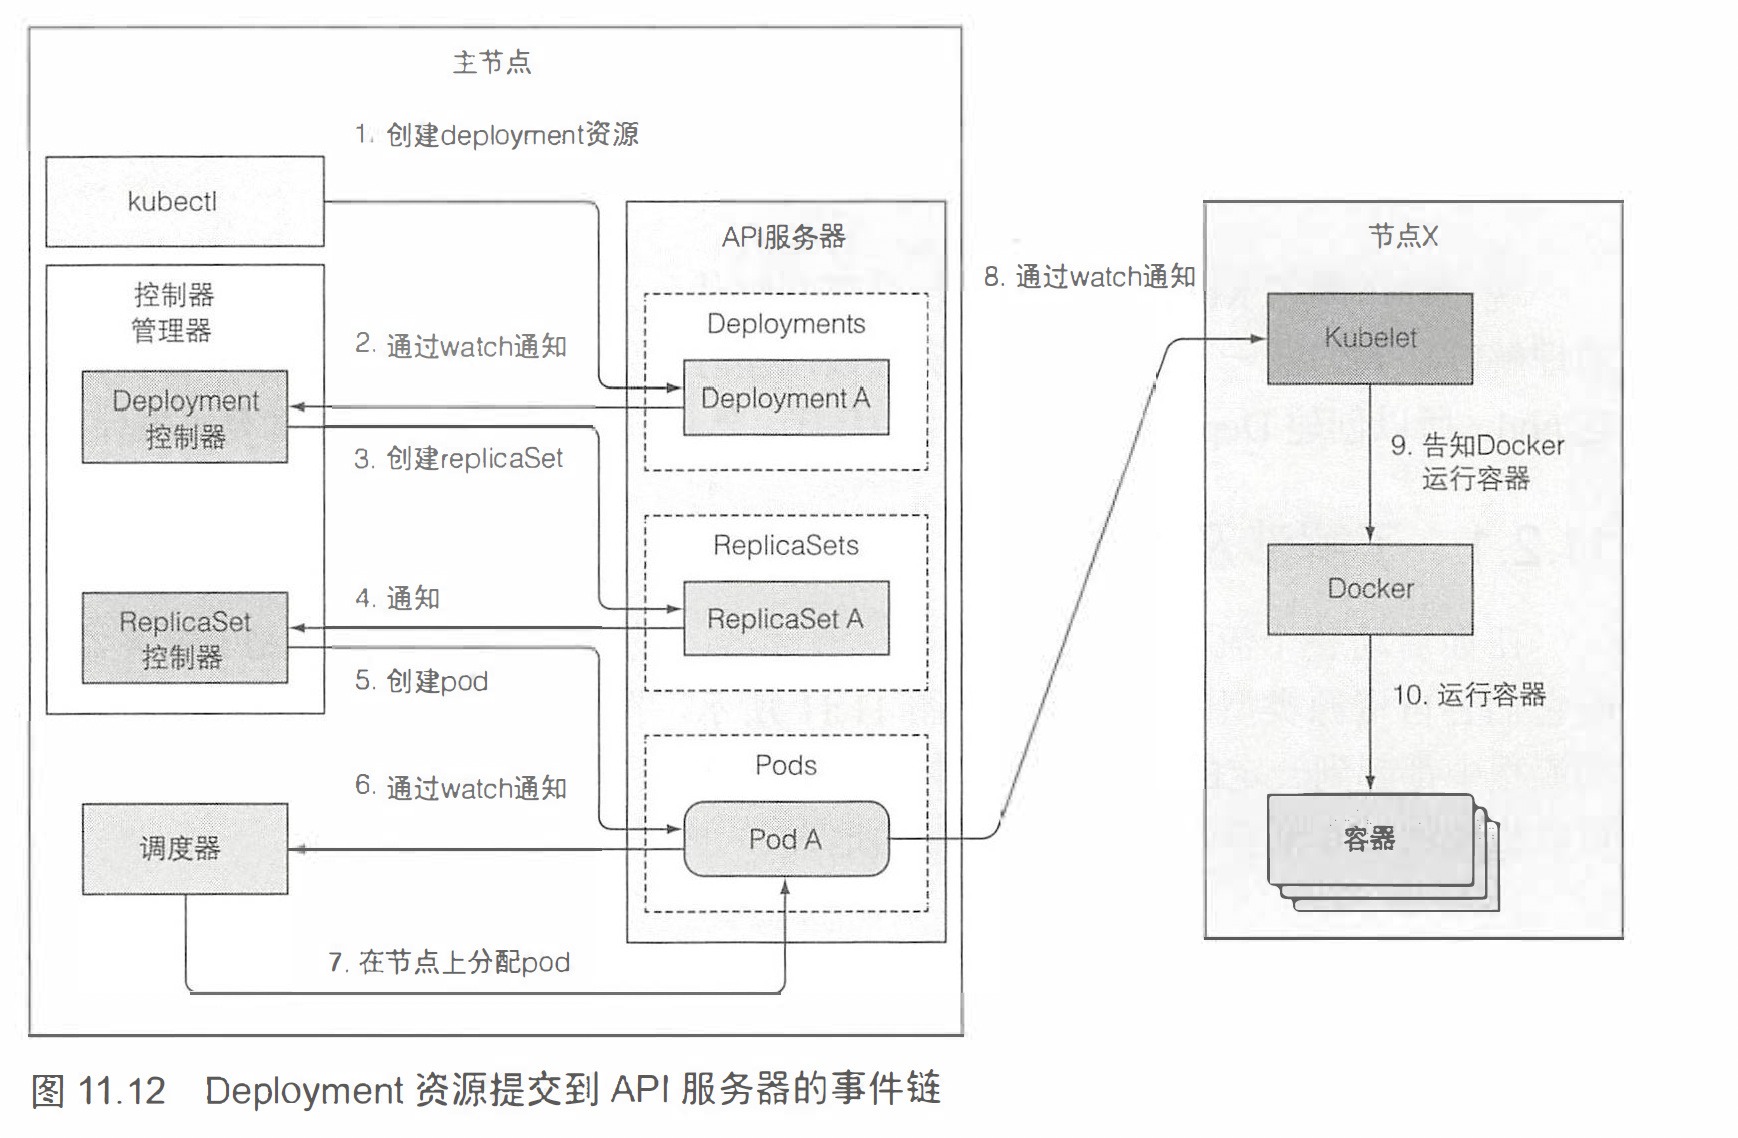 主节点
1. 创建deployment资源
kubectl
API服务器
控制器
管理器
Deployments
2. 通过watch通知
Deployment
控制器
Deployment A
3. 创建replicaSet
ReplicaSets
4. 通知
ReplicaSet
控制器
ReplicaSet A
5. 创建pod
Pods
6. 通过watch通知
调度器
Pod A
7. 在节点上分配pod
8. 通过watch通知
节点X
Kubelet
9. 告知Docker
运行容器
Docker
10. 运行容器
容器
图 11.12 Deployment 资源提交到 API 服务器的事件链